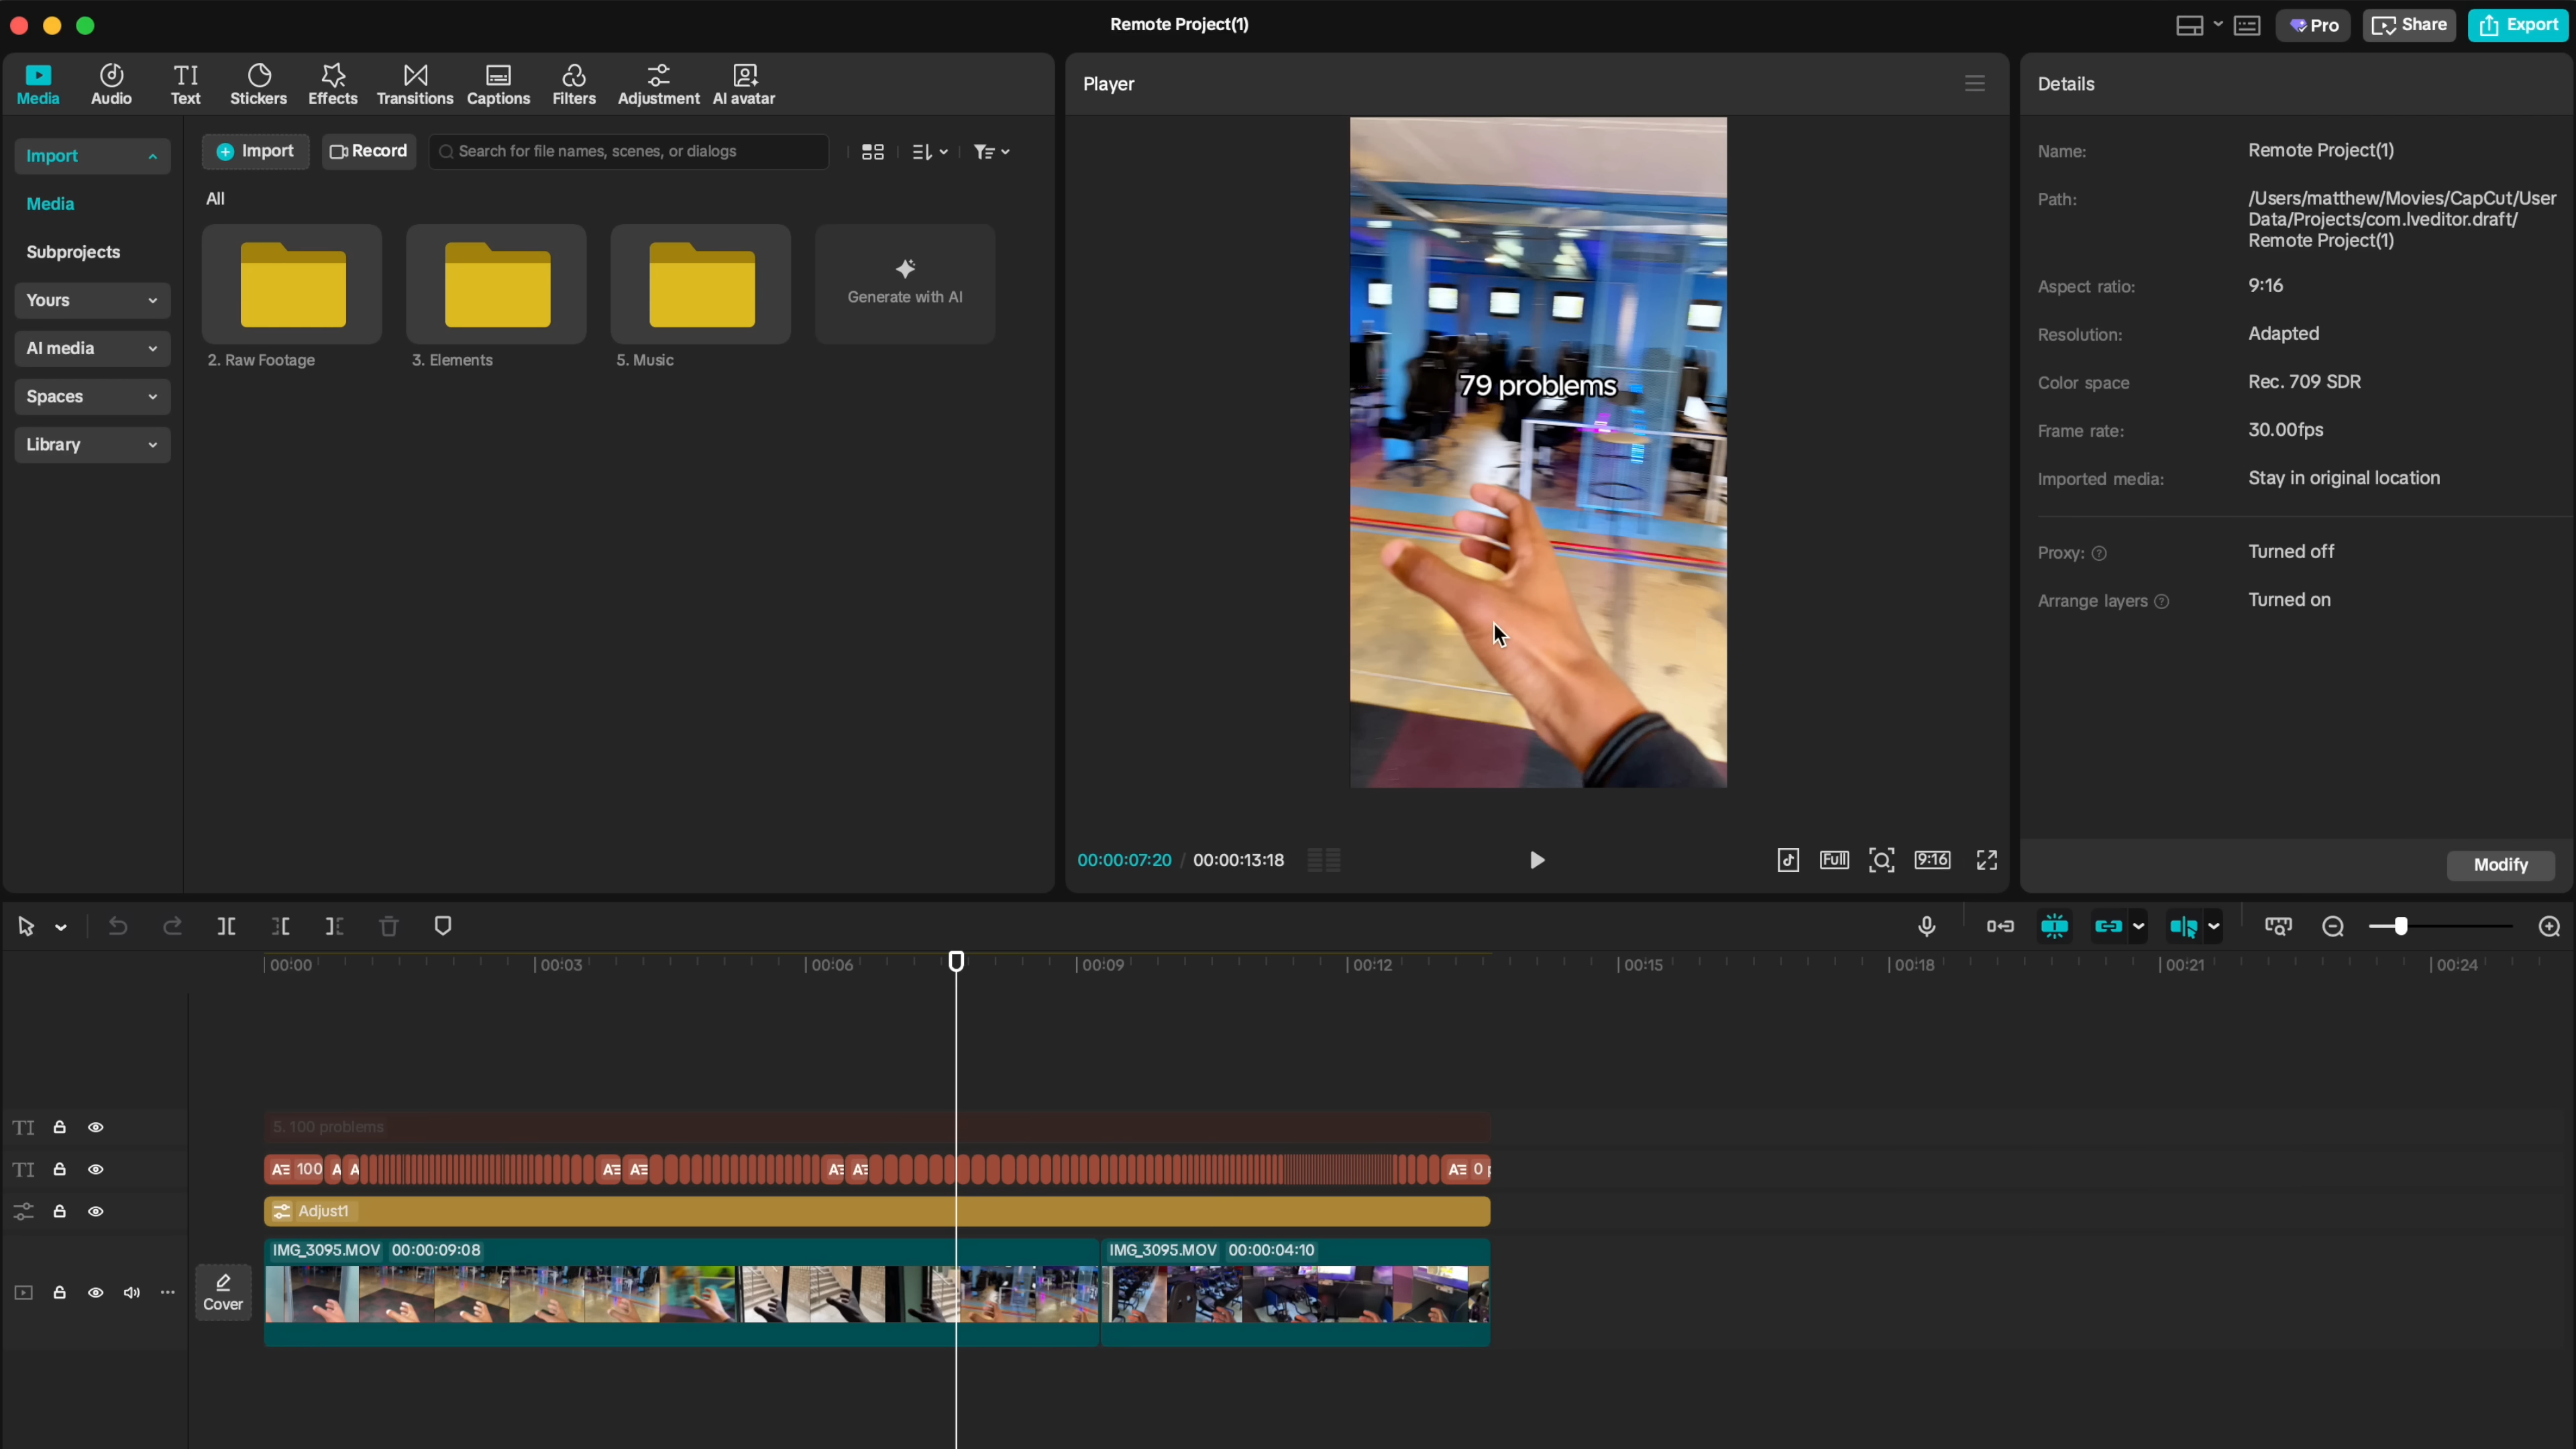 Remote Project(1)
Pro
Share
Export
Media
Audio
Text
Stickers
Effects
Transitions
Captions
Filters
Adjustment
AI avatar
Import
Media
Subprojects
Yours
AI media
Spaces
Library
Import
Record
Search for file names, scenes, or dialogs
All
2. Raw Footage
3. Elements
5. Music
Generate with AI
Player
79 problems
00:00:07:20 / 00:00:13:18
Full
9:16
Details
Name: Remote Project(1)
Path: /Users/matthew/Movies/CapCut/User
Data/Projects/com.lveditor.draft/
Remote Project(1)
Aspect ratio: 9:16
Resolution: Adapted
Color space Rec. 709 SDR
Frame rate: 30.00fps
Imported media: Stay in original location
Proxy: Turned off
Arrange layers Turned on
Modify
00:00 00:03 00:06 00:09 00:12 00:15 00:18 00:21 00:24
5. 100 problems
100
0
Adjust1
IMG_3095.MOV 00:00:09:08 IMG_3095.MOV 00:00:04:10
Cover